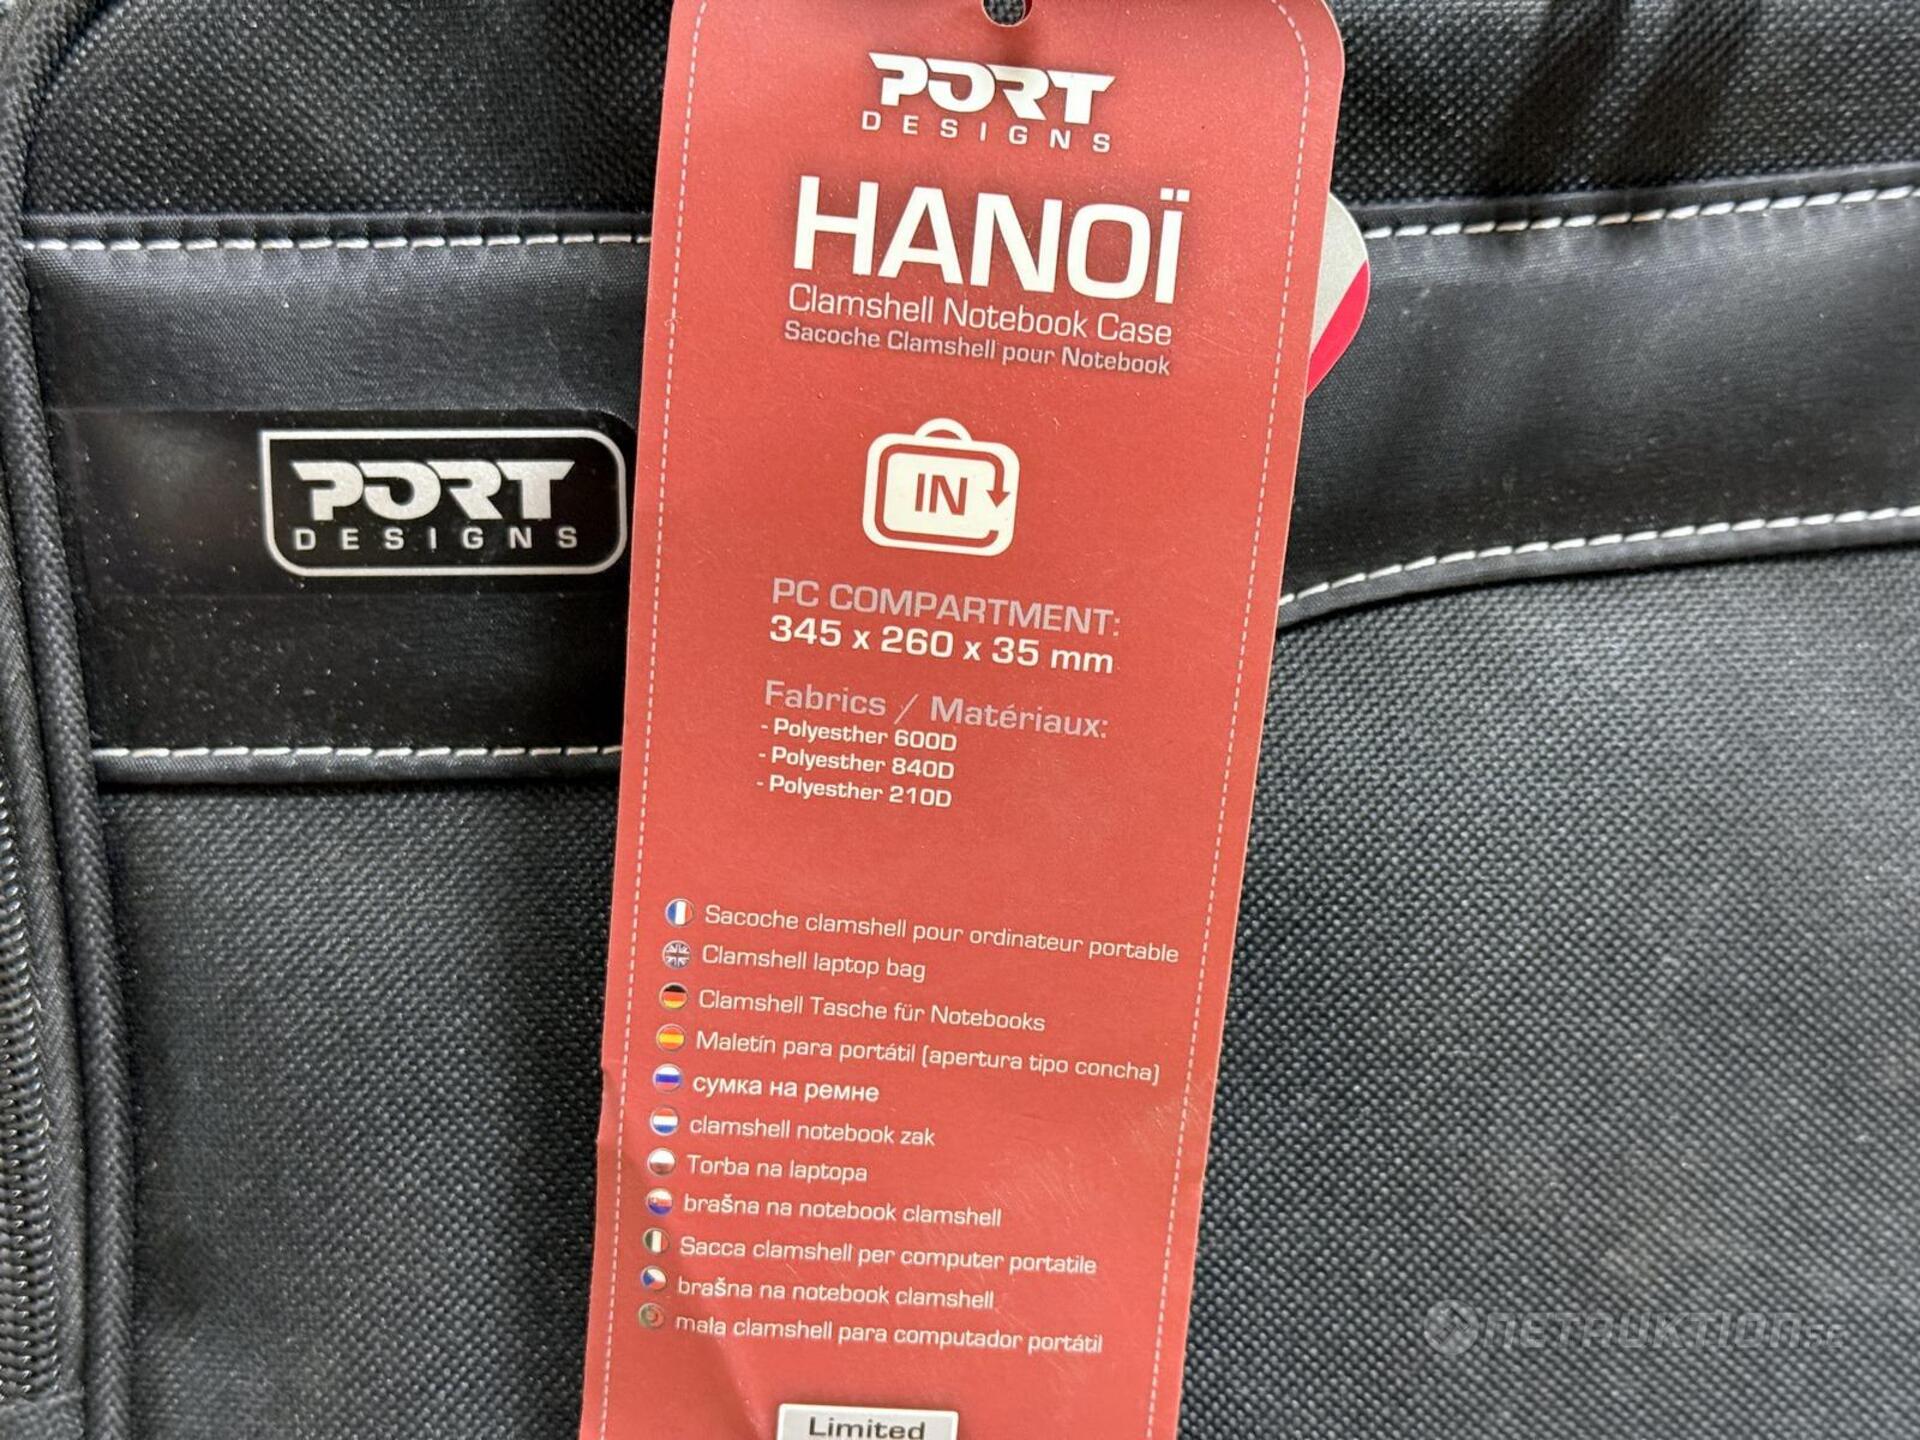 PORT
DESIGNS
HANOÏ
Clamshell Notebook Case
Sacoche Clamshell pour Notebook
IN
PC COMPARTMENT:
345 x 260 x 35 mm
Fabrics / Matériaux:
- Polyesther 600D
- Polyesther 840D
- Polyesther 210D
Sacoche clamshell pour ordinateur portable
Clamshell laptop bag
Clamshell Tasche für Notebooks
Maletín para portátil (apertura tipo concha)
сумка на ремне
clamshell notebook zak
Torba na laptopa
brašna na notebook clamshell
Sacca clamshell per computer portatile
brašna na notebook clamshell
mala clamshell para computador portátil
Limited
PORT
DESIGNS